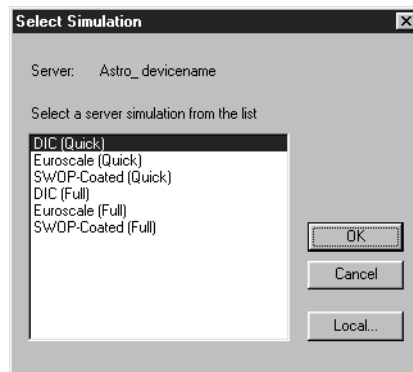 Select Simulation
Server: Astro_ devicename
Select a server simulation from the list
DIC (Quick)
Euroscale (Quick)
SWOP-Coated (Quick)
DIC (Full)
Euroscale (Full)
SWOP-Coated (Full)
OK
Cancel
Local...